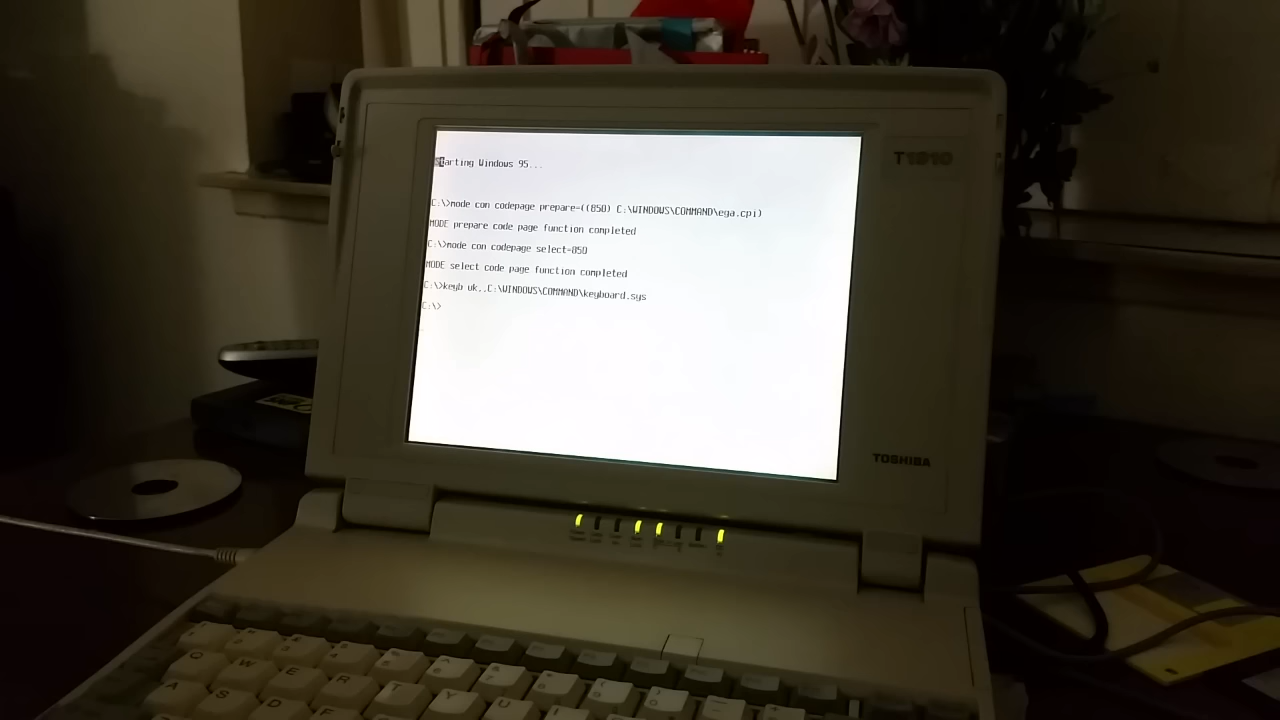 Starting Windows 95...
C:\>mode con codepage prepare=((850) C:\WINDOWS\COMMAND\ega.cpi)
MODE prepare code page function completed
C:\>mode con codepage select=850
MODE select code page function completed
C:\>keyb uk,,C:\WINDOWS\COMMAND\keyboard.sys
C:\>
T1910
TOSHIBA
Q W E R T Y U I
A S D F